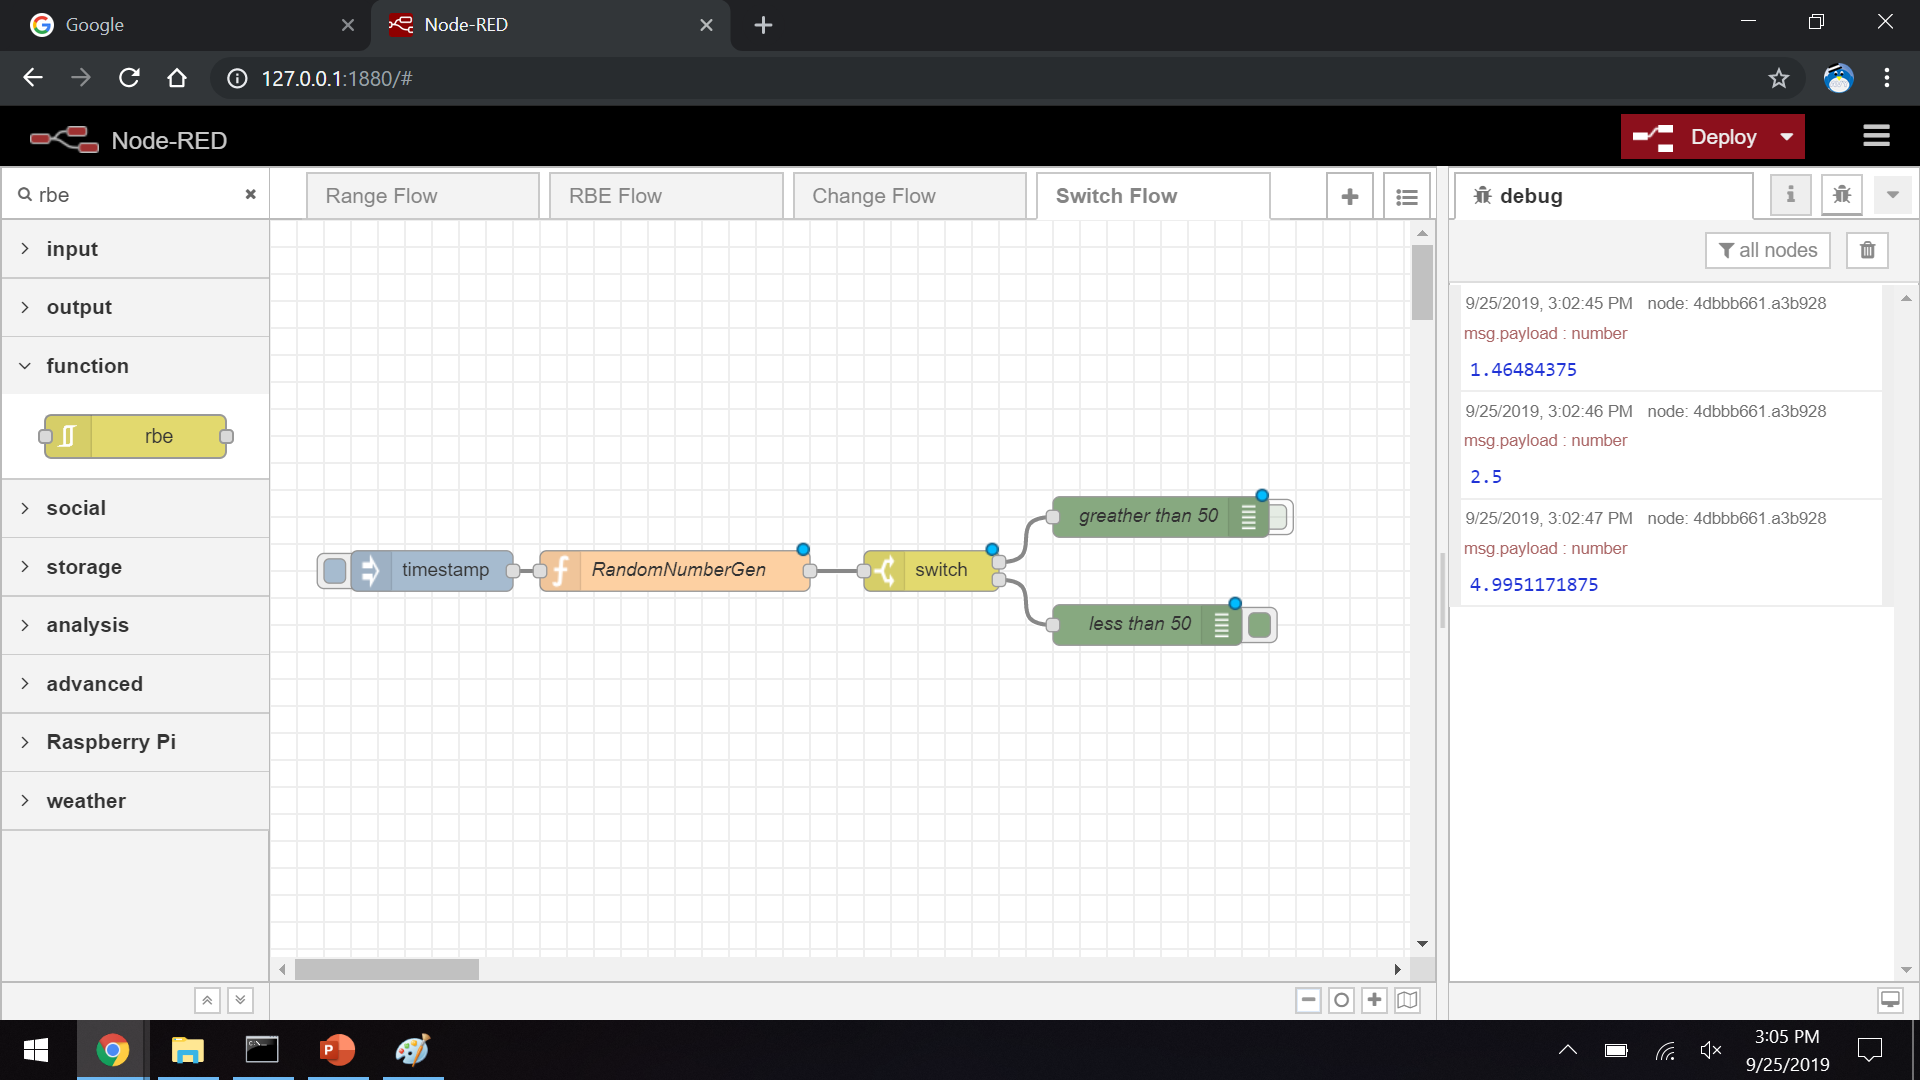 Google
Node-RED
127.0.0.1:1880/#
Node-RED
Deploy
rbe
Range Flow
RBE Flow
Change Flow
Switch Flow
debug
i
all nodes
input
output
function
rbe
social
storage
analysis
advanced
Raspberry Pi
weather
timestamp
f
RandomNumberGen
switch
greather than 50
less than 50
9/25/2019, 3:02:45 PM node: 4dbbb661.a3b928
msg.payload : number
1.46484375
9/25/2019, 3:02:46 PM node: 4dbbb661.a3b928
msg.payload : number
2.5
9/25/2019, 3:02:47 PM node: 4dbbb661.a3b928
msg.payload : number
4.9951171875
3:05 PM
9/25/2019